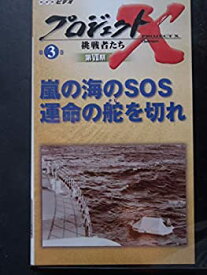 NHKビデオ
プロジェクトX
挑戦者たち
PROJECT X
第3巻
第Ⅶ期
嵐の海のSOS
運命の舵を切れ